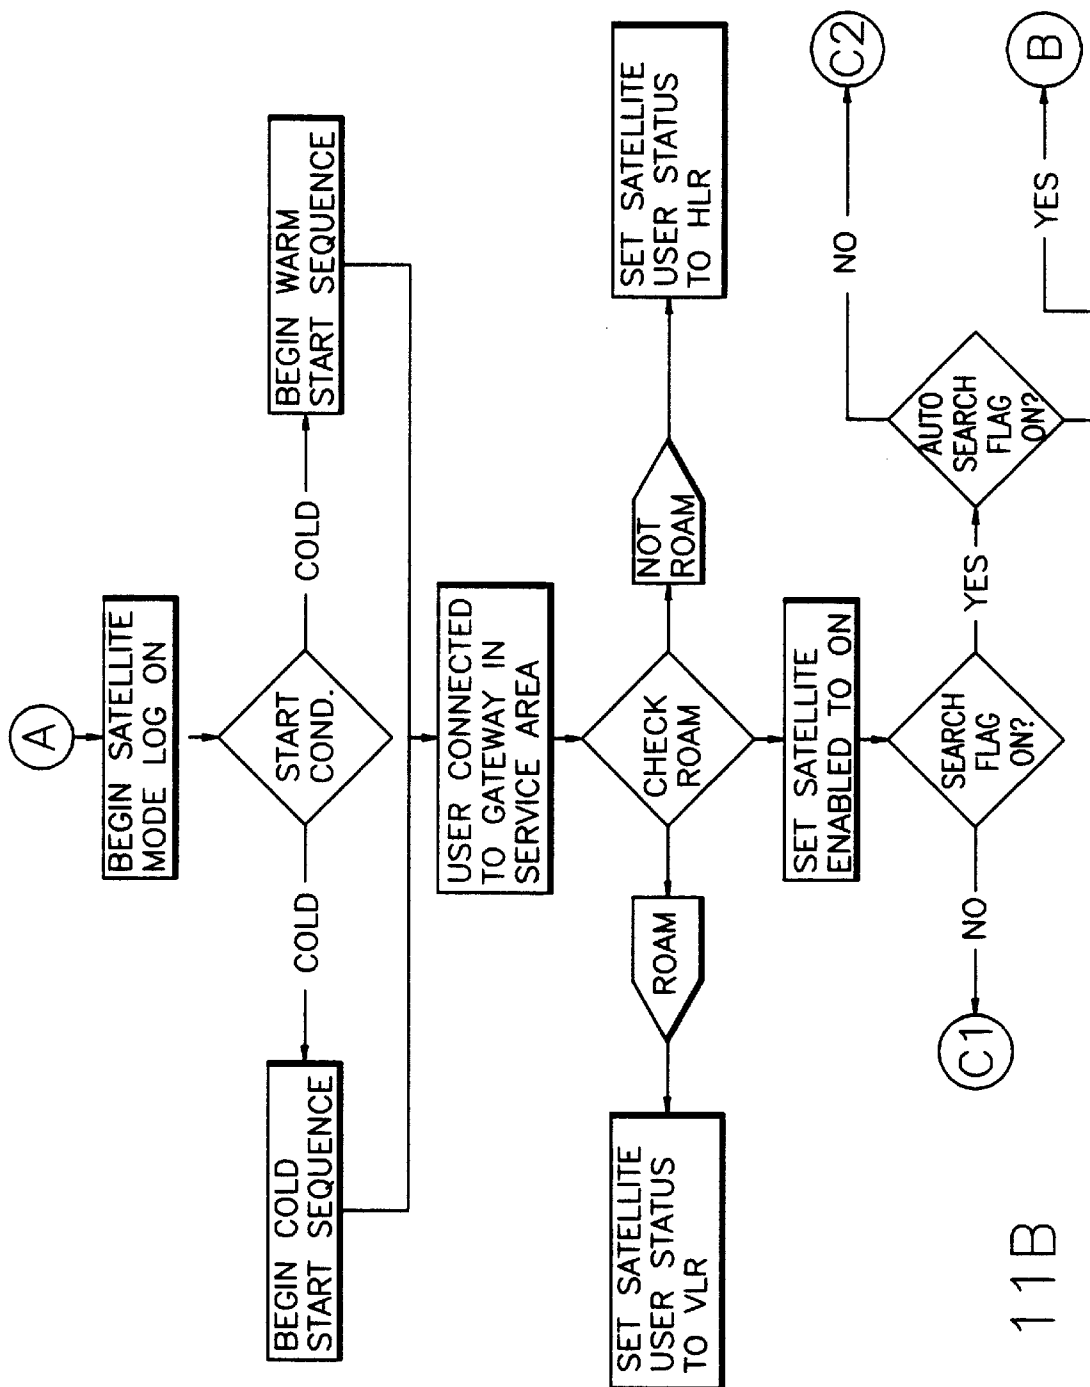 A
BEGIN SATELLITE
MODE LOG ON
START
COND.
COLD
COLD
BEGIN COLD
START SEQUENCE
BEGIN WARM
START SEQUENCE
USER CONNECTED
TO GATEWAY IN
SERVICE AREA
CHECK
ROAM
ROAM
NOT
ROAM
SET SATELLITE
USER STATUS
TO VLR
SET SATELLITE
USER STATUS
TO HLR
SET SATELLITE
ENABLED TO ON
SEARCH
FLAG
ON?
NO
C1
YES
AUTO
SEARCH
FLAG
ON?
NO
C2
YES
B
11B